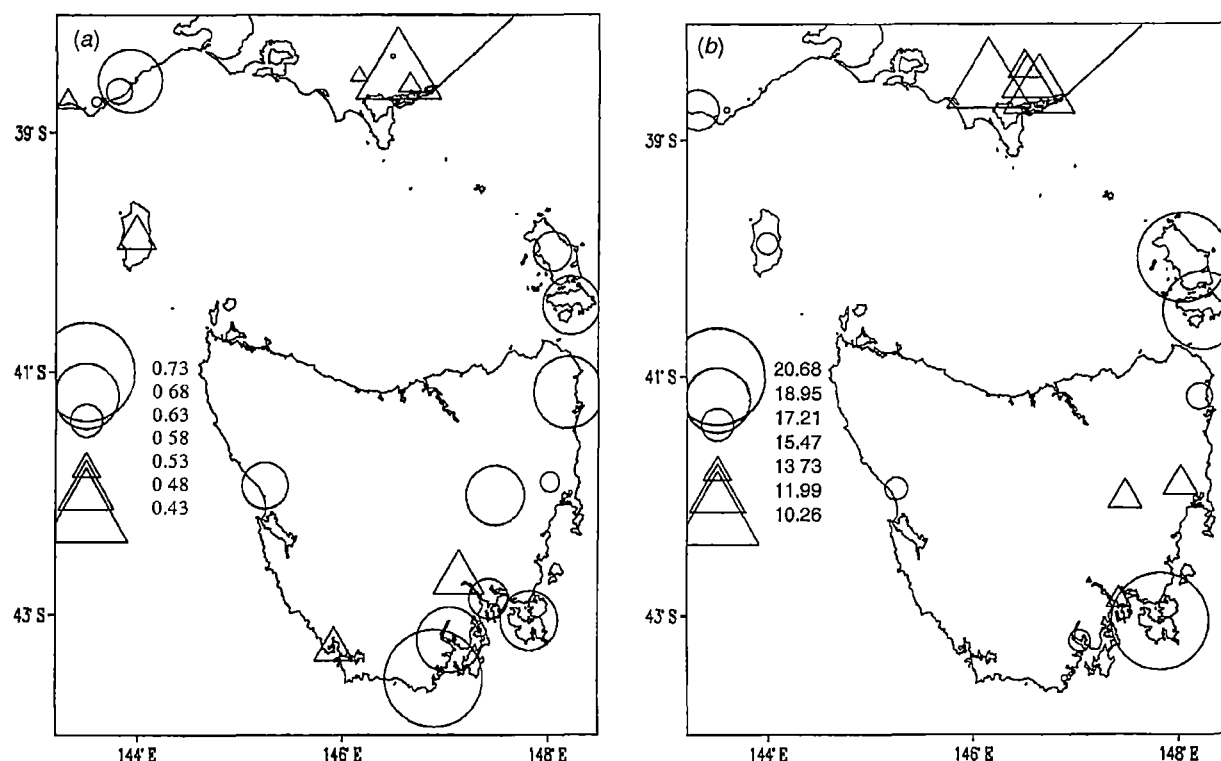 (a)
39° S
41° S
0.73
0 68
0.63
0.58
0.53
0 48
0.43
43° S
144° E
146° E
148° E
(b)
39° S
41° S
20.68
18.95
17.21
15.47
13 73
11.99
10.26
43° S
144° E
146° E
148° E